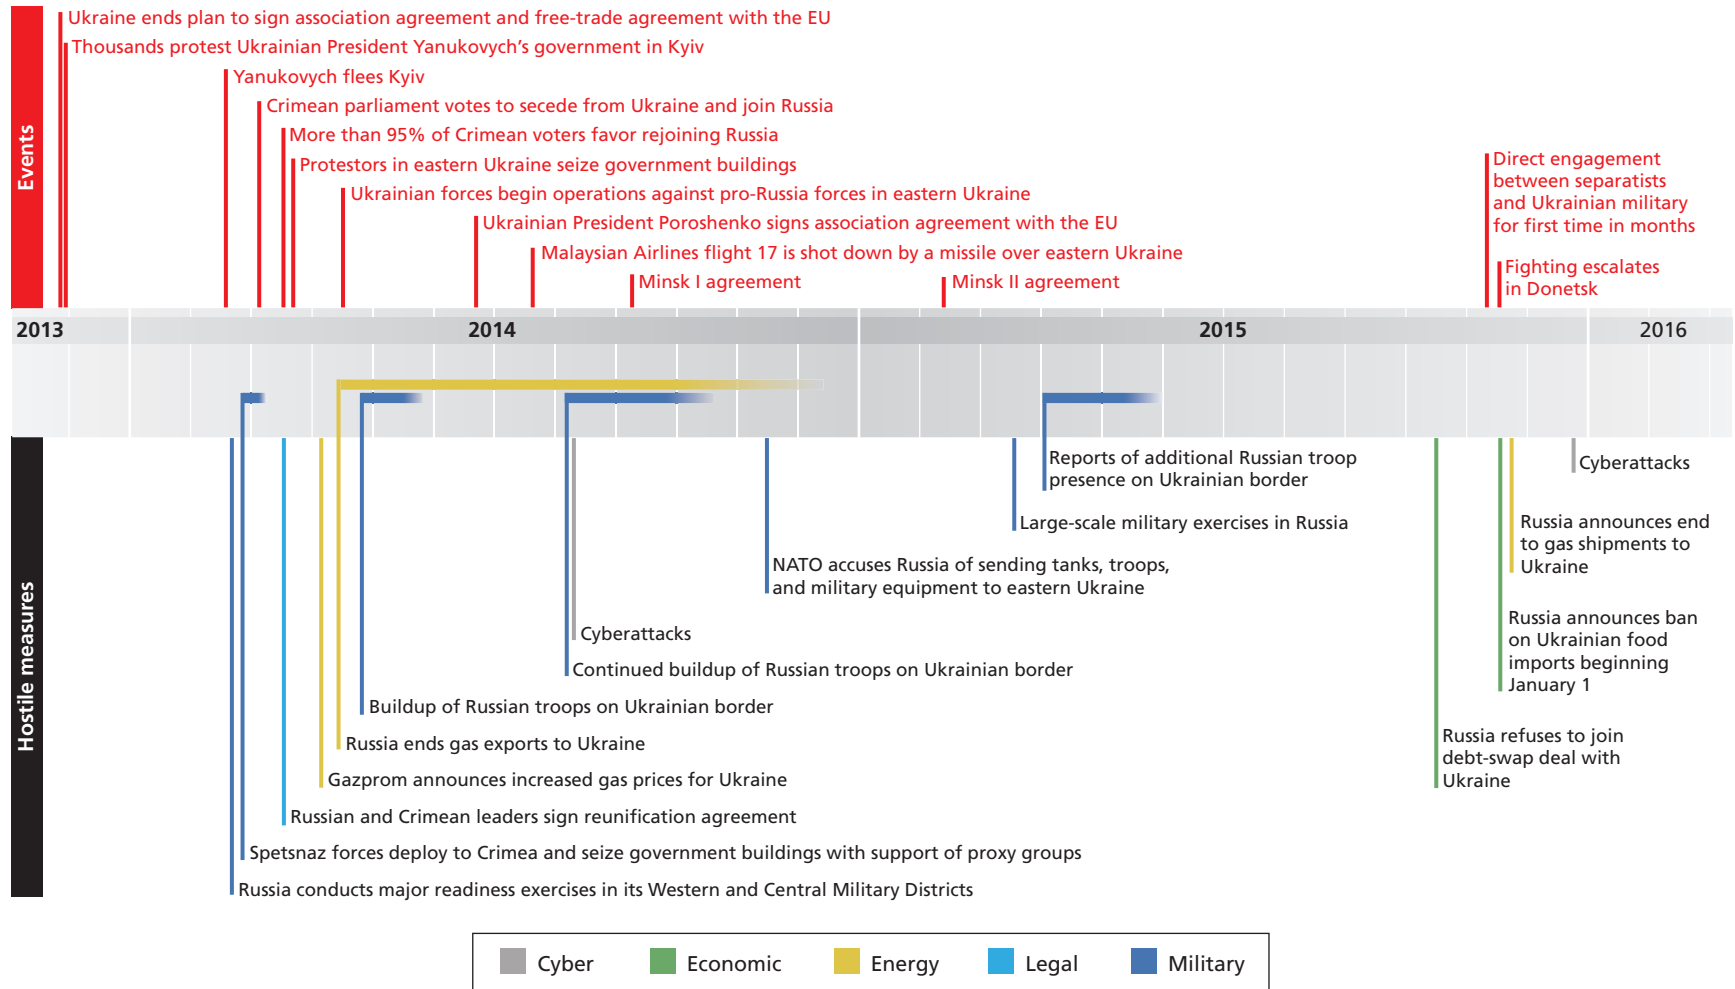 Ukraine ends plan to sign association agreement and free-trade agreement with the EU
Thousands protest Ukrainian President Yanukovych’s government in Kyiv
Yanukovych flees Kyiv
Crimean parliament votes to secede from Ukraine and join Russia
More than 95% of Crimean voters favor rejoining Russia
Protestors in eastern Ukraine seize government buildings
Ukrainian forces begin operations against pro-Russia forces in eastern Ukraine
Ukrainian President Poroshenko signs association agreement with the EU
Malaysian Airlines flight 17 is shot down by a missile over eastern Ukraine
Minsk I agreement
Minsk II agreement
Direct engagement
between separatists
and Ukrainian military
for first time in months
Fighting escalates
in Donetsk
Events
2013
2014
2015
2016
Hostile measures
Reports of additional Russian troop
presence on Ukrainian border
Large-scale military exercises in Russia
NATO accuses Russia of sending tanks, troops,
and military equipment to eastern Ukraine
Cyberattacks
Continued buildup of Russian troops on Ukrainian border
Buildup of Russian troops on Ukrainian border
Russia ends gas exports to Ukraine
Gazprom announces increased gas prices for Ukraine
Russian and Crimean leaders sign reunification agreement
Spetsnaz forces deploy to Crimea and seize government buildings with support of proxy groups
Russia conducts major readiness exercises in its Western and Central Military Districts
Cyberattacks
Russia announces end
to gas shipments to
Ukraine
Russia announces ban
on Ukrainian food
imports beginning
January 1
Russia refuses to join
debt-swap deal with
Ukraine
Cyber
Economic
Energy
Legal
Military